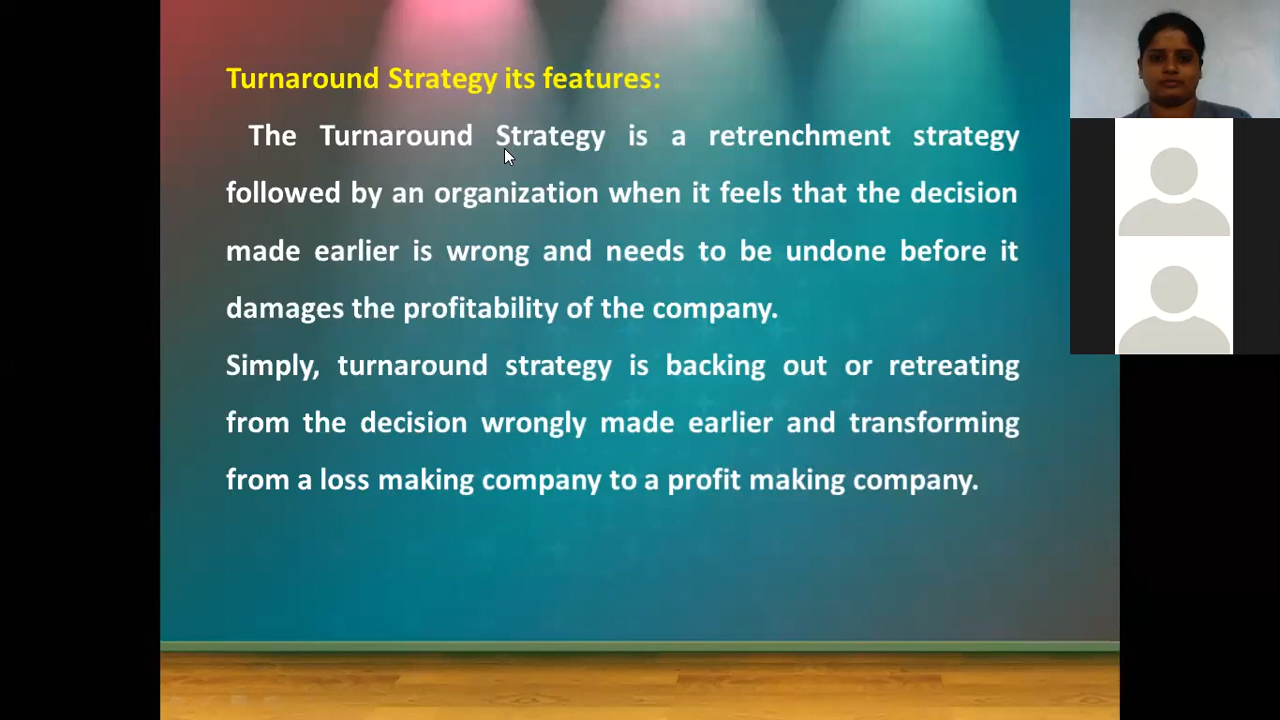 Turnaround Strategy its features:
The Turnaround Strategy is a retrenchment strategy
followed by an organization when it feels that the decision
made earlier is wrong and needs to be undone before it
damages the profitability of the company.
Simply, turnaround strategy is backing out or retreating
from the decision wrongly made earlier and transforming
from a loss making company to a profit making company.